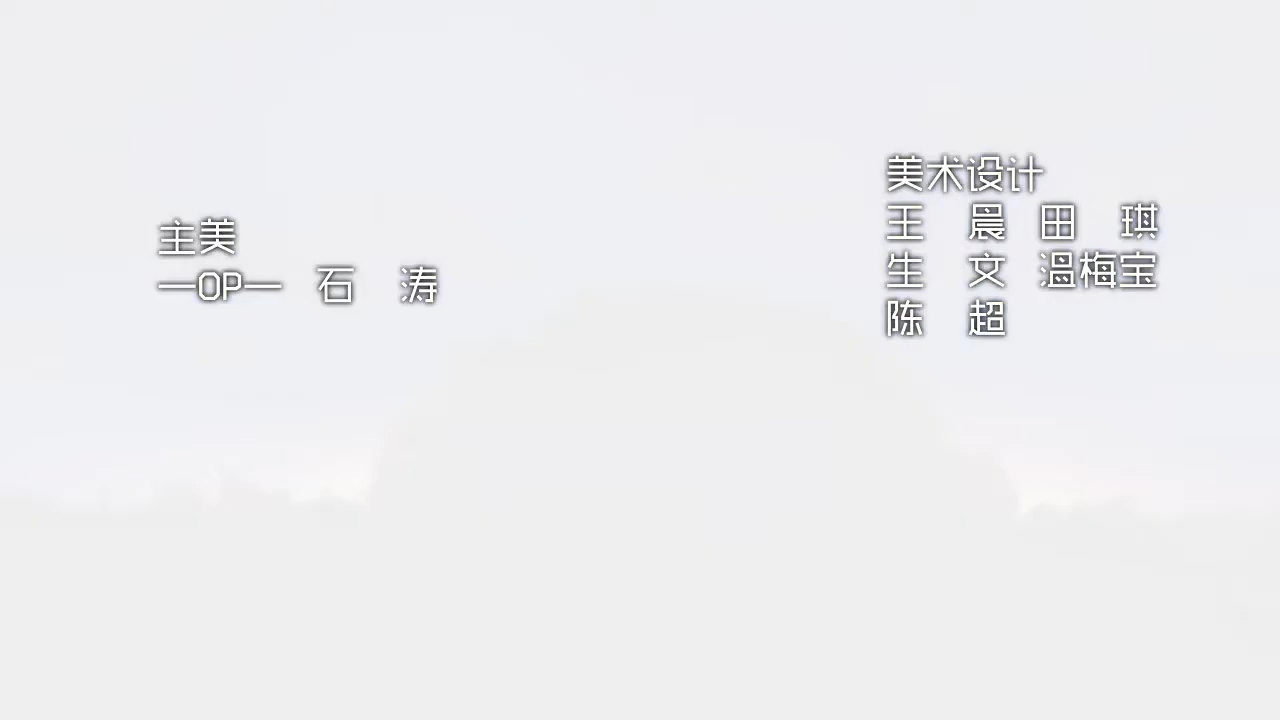 主美
—OP— 石 涛
美术设计
王 晨 田 琪
生 文 温梅宝
陈 超